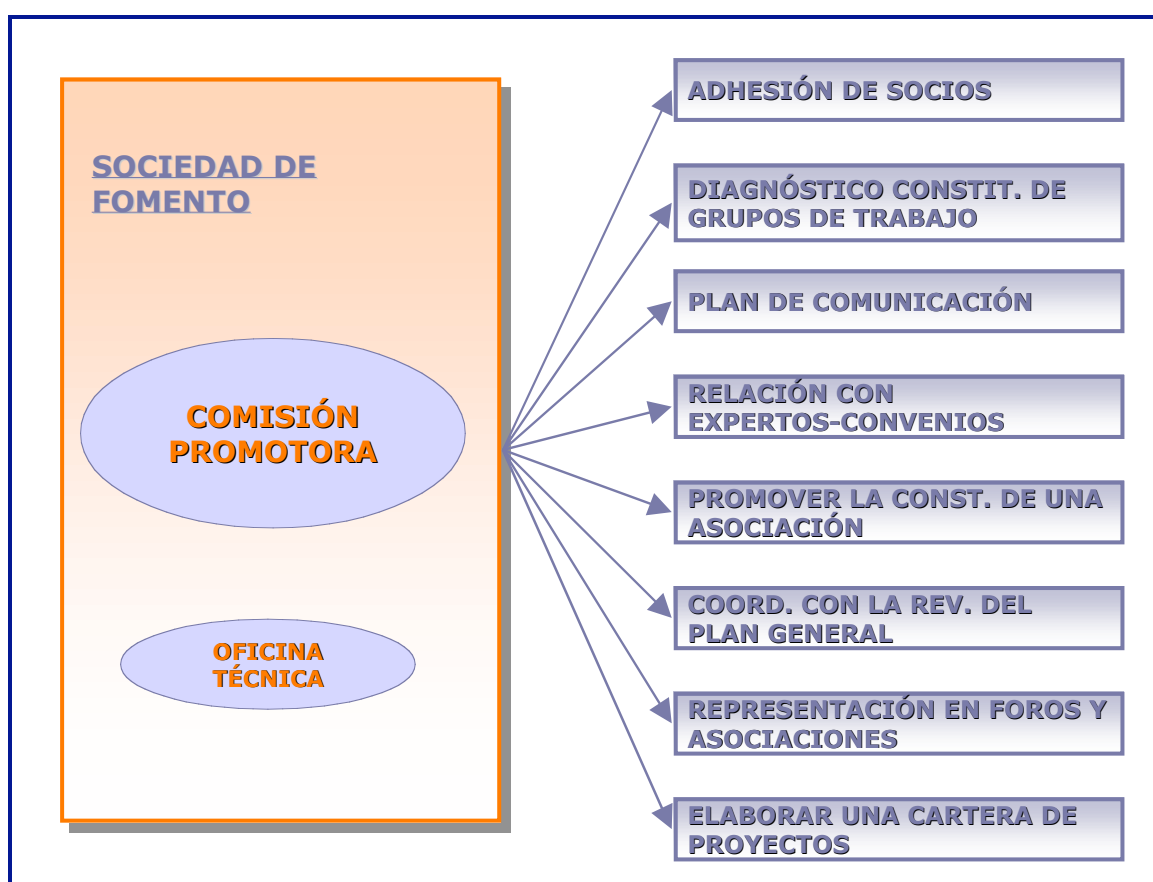 SOCIEDAD DE
FOMENTO
COMISIÓN
PROMOTORA
OFICINA
TÉCNICA
ADHESIÓN DE SOCIOS
DIAGNÓSTICO CONSTIT. DE
GRUPOS DE TRABAJO
PLAN DE COMUNICACIÓN
RELACIÓN CON
EXPERTOS-CONVENIOS
PROMOVER LA CONST. DE UNA
ASOCIACIÓN
COORD. CON LA REV. DEL
PLAN GENERAL
REPRESENTACIÓN EN FOROS Y
ASOCIACIONES
ELABORAR UNA CARTERA DE
PROYECTOS